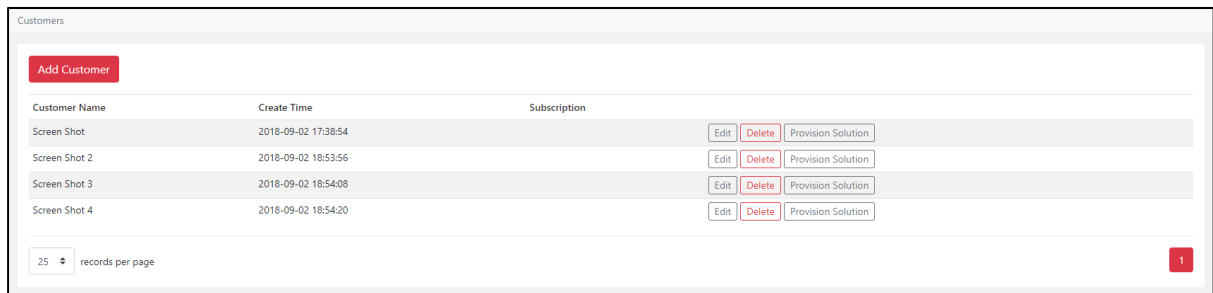 Customers
Add Customer
Customer Name Create Time Subscription
Screen Shot 2018-09-02 17:38:54 Edit Delete Provision Solution
Screen Shot 2 2018-09-02 18:53:56 Edit Delete Provision Solution
Screen Shot 3 2018-09-02 18:54:08 Edit Delete Provision Solution
Screen Shot 4 2018-09-02 18:54:20 Edit Delete Provision Solution
25 records per page 1